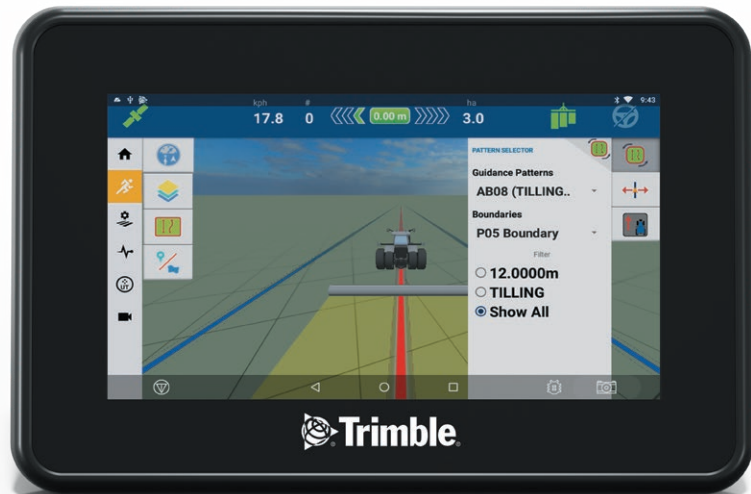 9:43
kph
#
ha
17.8
0
0.00 m
3.0
PATTERN SELECTOR
Guidance Patterns
AB08 (TILLING..
Boundaries
P05 Boundary
Filter
12.0000m
TILLING
Show All
Trimble.